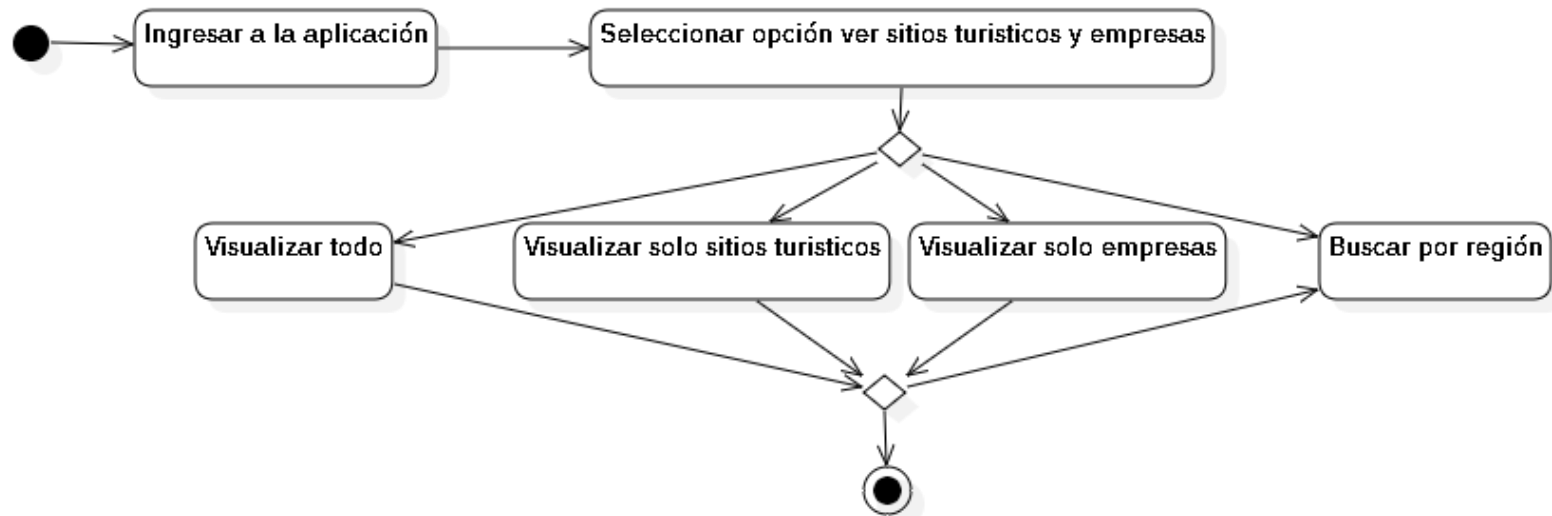 Ingresar a la aplicación
Seleccionar opción ver sitios turisticos y empresas
Visualizar todo
Visualizar solo sitios turisticos
Visualizar solo empresas
Buscar por región